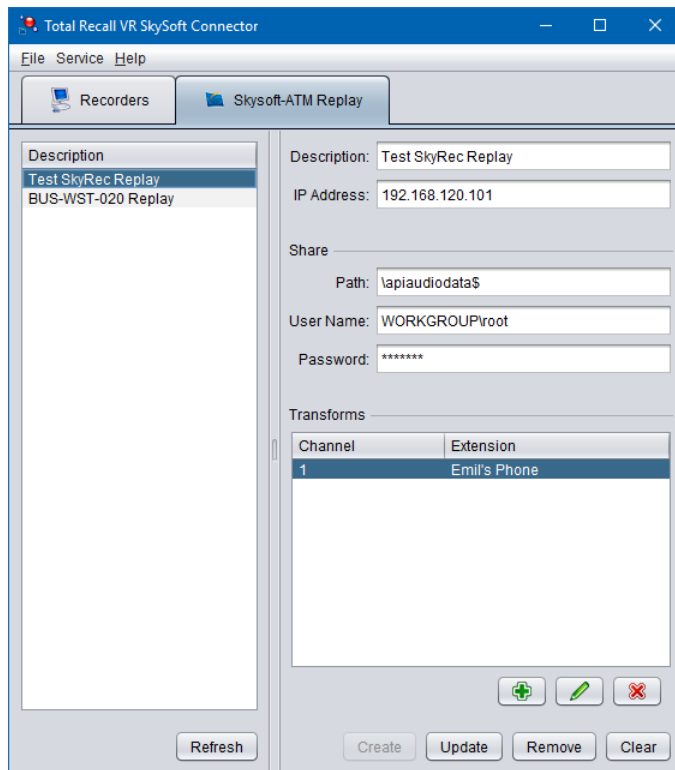 Total Recall VR SkySoft Connector
File Service Help
Recorders Skysoft-ATM Replay
Description
Test SkyRec Replay
BUS-WST-020 Replay
Refresh
Description: Test SkyRec Replay
IP Address: 192.168.120.101
Share
Path: \apiaudiodata$
User Name: WORKGROUP\root
Password: *******
Transforms
Channel Extension
1 Emil's Phone
Create Update Remove Clear